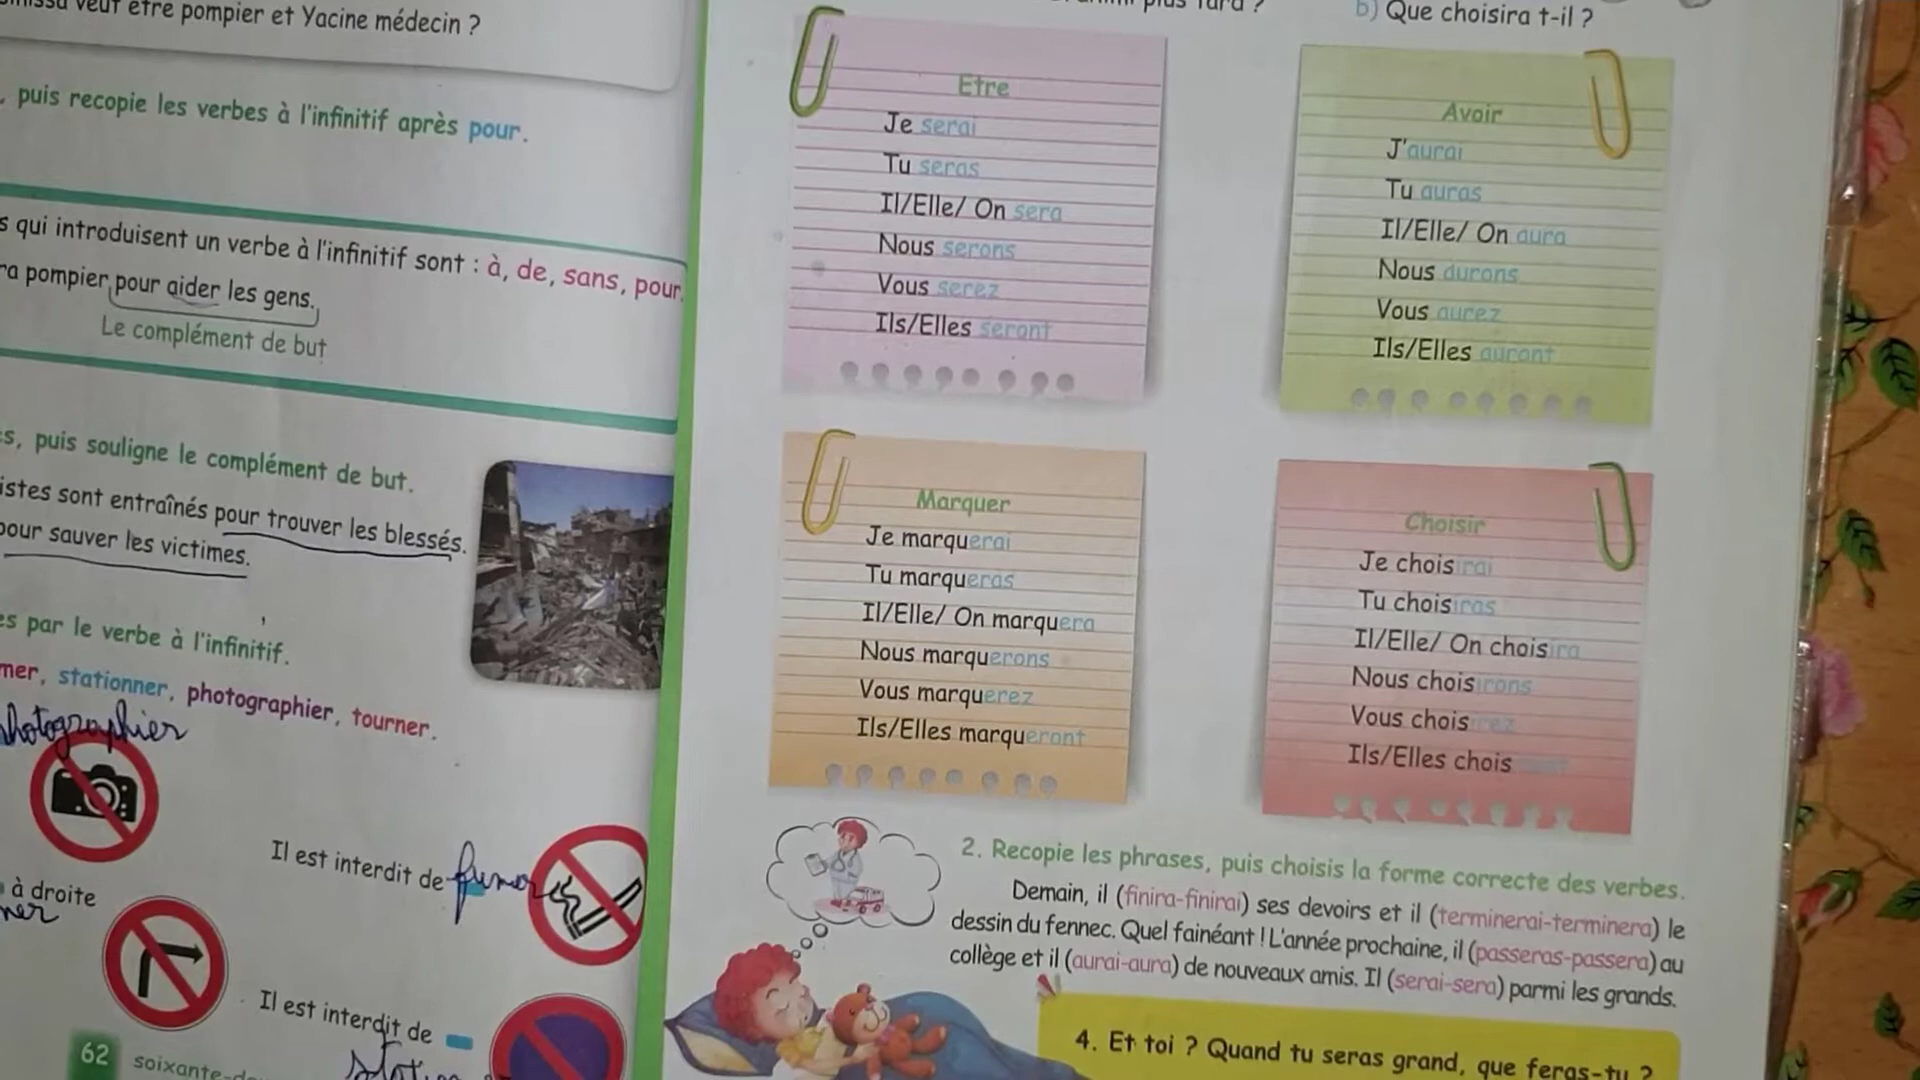 veut être pompier et Yacine médecin ?
, puis recopie les verbes à l'infinitif après pour.
s qui introduisent un verbe à l'infinitif sont : à, de, sans, pour.
ra pompier pour aider les gens.
Le complément de but
s, puis souligne le complément de but.
istes sont entraînés pour trouver les blessés.
pour sauver les victimes.
es par le verbe à l'infinitif.
mer, stationner, photographier, tourner.
photographier
Il est interdit de fumer
à droite
ner
Il est interdit de
62
plus tard ?
b) Que choisira t-il ?
Etre
Je serai
Tu seras
Il/Elle/ On sera
Nous serons
Vous serez
Ils/Elles seront
Avoir
J'aurai
Tu auras
Il/Elle/ On aura
Nous aurons
Vous aurez
Ils/Elles auront
Marquer
Je marquerai
Tu marqueras
Il/Elle/ On marquera
Nous marquerons
Vous marquerez
Ils/Elles marqueront
Choisir
Je choisirai
Tu choisiras
Il/Elle/ On choisira
Nous choisirons
Vous choisirez
Ils/Elles chois
2. Recopie les phrases, puis choisis la forme correcte des verbes.
Demain, il (finira-finirai) ses devoirs et il (terminerai-terminera) le
dessin du fennec. Quel fainéant ! L'année prochaine, il (passeras-passera) au
collège et il (aurai-aura) de nouveaux amis. Il (serai-sera) parmi les grands.
4. Et toi ? Quand tu seras grand, que feras-tu ?